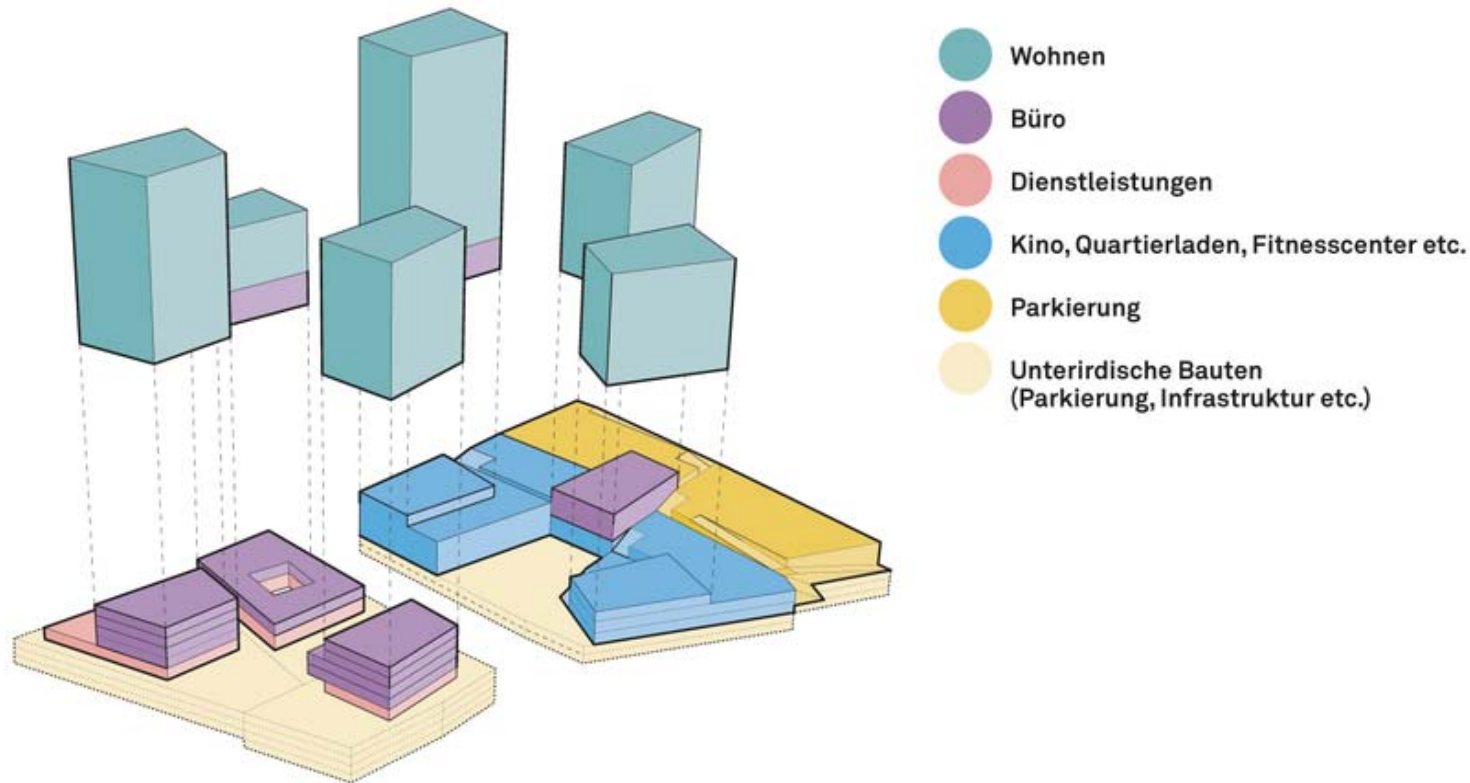 Wohnen
Büro
Dienstleistungen
Kino, Quartierladen, Fitnesscenter etc.
Parkierung
Unterirdische Bauten
(Parkierung, Infrastruktur etc.)